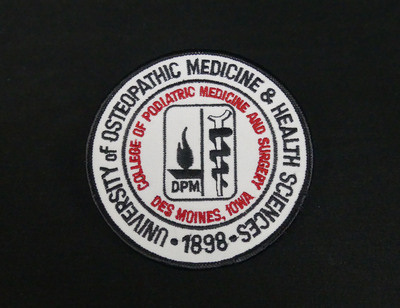 UNIVERSITY of OSTEOPATHIC MEDICINE & HEALTH SCIENCES
• 1898 •
COLLEGE OF PODIATRIC MEDICINE AND SURGERY
DES MOINES, IOWA
DPM